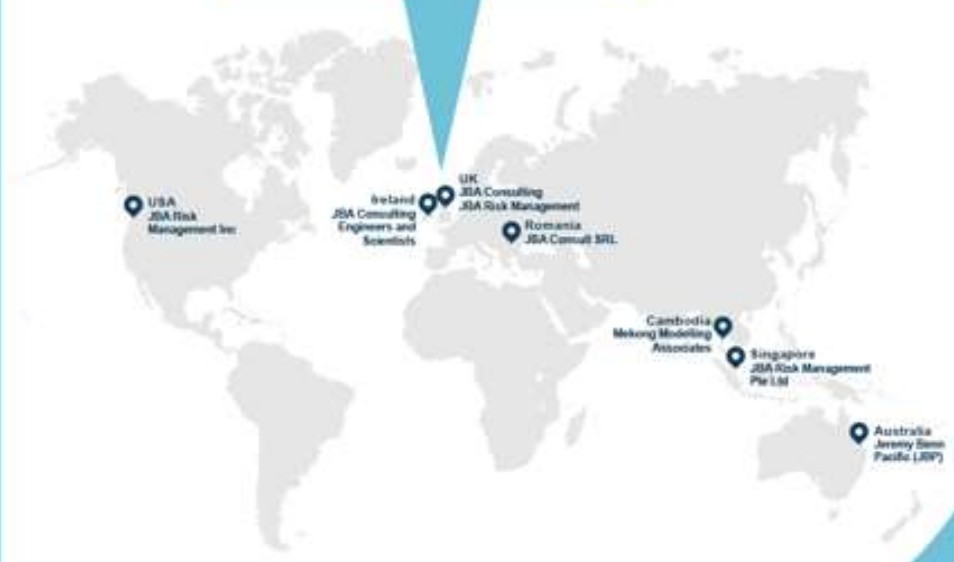 UK
JBA Consulting
JBA Risk Management
Ireland
JBA Consulting
Engineers and
Scientists
USA
JBA Risk
Management Inc
Romania
JBA Consult SRL
Cambodia
Mekong Modelling
Associates
Singapore
JBA Risk Management
Pte Ltd
Australia
Jeremy Benn
Pacific (JBP)